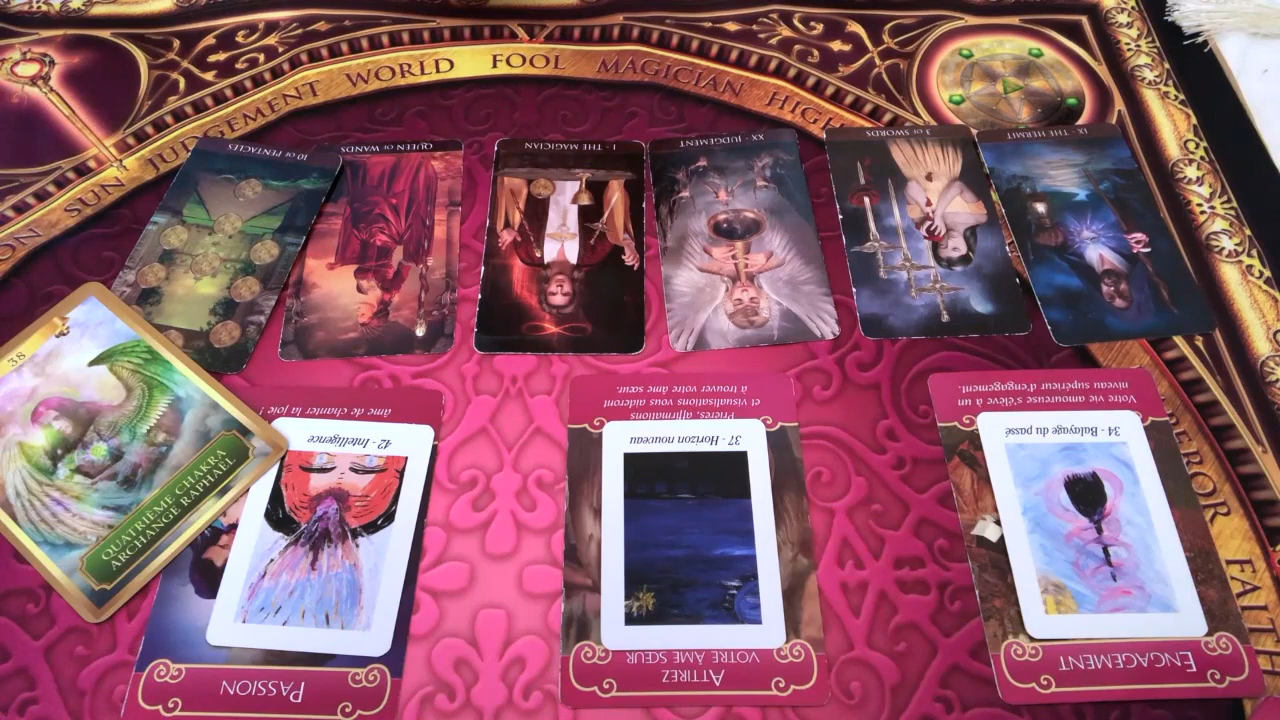 ON SUN JUDGEMENT WORLD FOOL MAGICIAN HIGH
10 OF PENTACLES
QUEEN OF WANDS
I - THE MAGICIAN
XX - JUDGEMENT
3 OF SWORDS
IX - THE HERMIT
38
QUATRIÈME CHAKRA
ARCHANGE RAPHAËL
âme de chanter la joie !
42 - Intelligence
PASSION
Prières, affirmations
et visualisations vous aideront
à trouver votre âme sœur.
37 - Horizon nouveau
ATTIREZ
VOTRE ÂME SŒUR
Votre vie amoureuse s'élève à un
niveau supérieur d'engagement.
34 - Balayage du passé
ENGAGEMENT
PEROR